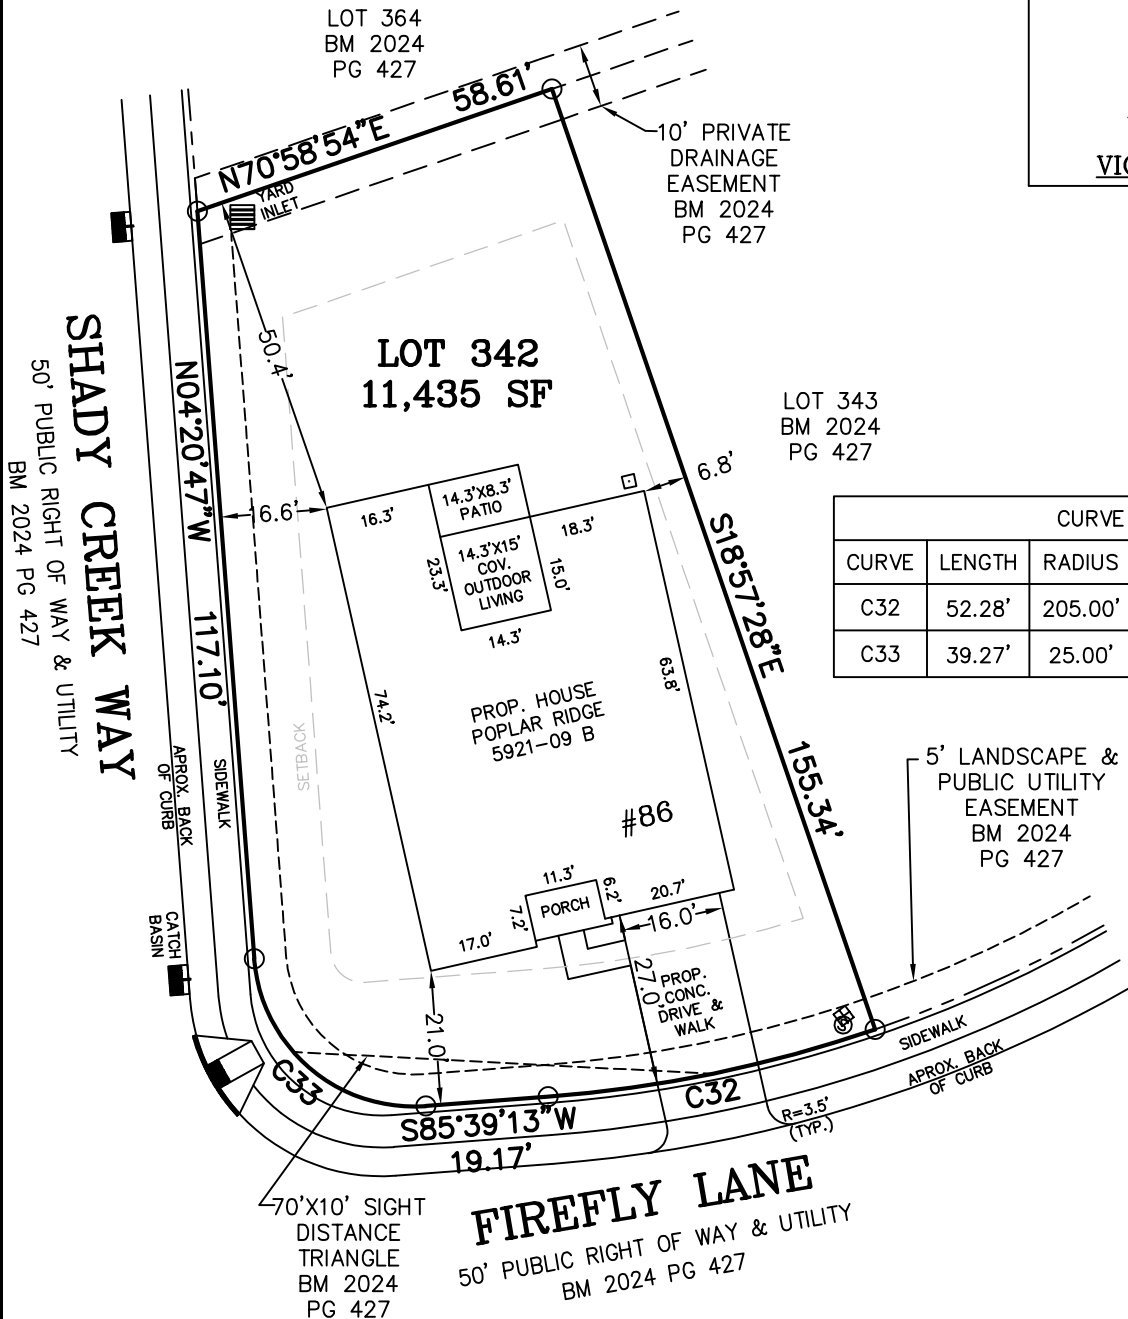 LOT 364
BM 2024
PG 427
N70°58'54"E
58.61'
YARD
INLET
10' PRIVATE
DRAINAGE
EASEMENT
BM 2024
PG 427
50.4'
LOT 342
11,435 SF
LOT 343
BM 2024
PG 427
SHADY CREEK WAY
50' PUBLIC RIGHT OF WAY & UTILITY
BM 2024 PG 427
N04°20'47"W
117.10'
16.6'
16.3'
14.3'X8.3'
PATIO
18.3'
6.8'
23.3'
14.3'X15'
COV.
OUTDOOR
LIVING
15.0'
14.3'
S18°57'28"E
155.34'
CURVE
CURVE LENGTH RADIUS
C32 52.28' 205.00'
C33 39.27' 25.00'
74.2'
63.8'
PROP. HOUSE
POPLAR RIDGE
5921-09 B
#86
SETBACK
SIDEWALK
APROX. BACK
OF CURB
CATCH
BASIN
5' LANDSCAPE &
PUBLIC UTILITY
EASEMENT
BM 2024
PG 427
11.3'
6.2'
20.7'
7.2'
PORCH
17.0'
16.0'
27.0'
PROP.
CONC.
DRIVE &
WALK
21.0'
C33
S85°39'13"W
19.17'
C32
SIDEWALK
APROX. BACK
OF CURB
R=3.5'
(TYP.)
70'X10' SIGHT
DISTANCE
TRIANGLE
BM 2024
PG 427
FIREFLY LANE
50' PUBLIC RIGHT OF WAY & UTILITY
BM 2024 PG 427